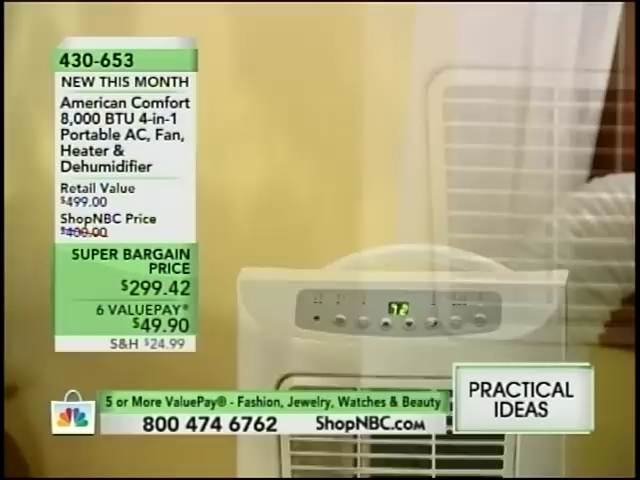 430-653
NEW THIS MONTH
American Comfort
8,000 BTU 4-in-1
Portable AC, Fan,
Heater &
Dehumidifier
Retail Value
$499.00
ShopNBC Price
$400.00
SUPER BARGAIN
PRICE
$299.42
6 VALUEPAY®
$49.90
S&H $24.99
72
5 or More ValuePay® - Fashion, Jewelry, Watches & Beauty
800 474 6762 ShopNBC.com
PRACTICAL
IDEAS